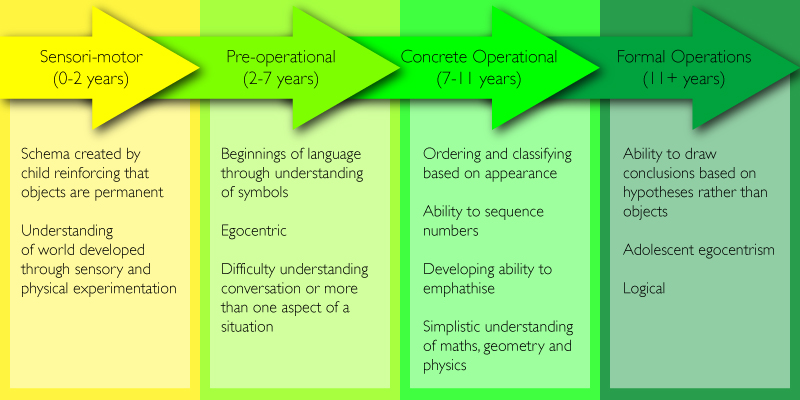 Sensori-motor
(0-2 years)
Pre-operational
(2-7 years)
Concrete Operational
(7-11 years)
Formal Operations
(11+ years)
Schema created by
child reinforcing that
objects are permanent
Understanding
of world developed
through sensory and
physical experimentation
Beginnings of language
through understanding
of symbols
Egocentric
Difficulty understanding
conversation or more
than one aspect of a
situation
Ordering and classifying
based on appearance
Ability to sequence
numbers
Developing ability to
emphathise
Simplistic understanding
of maths, geometry and
physics
Ability to draw
conclusions based on
hypotheses rather than
objects
Adolescent egocentrism
Logical